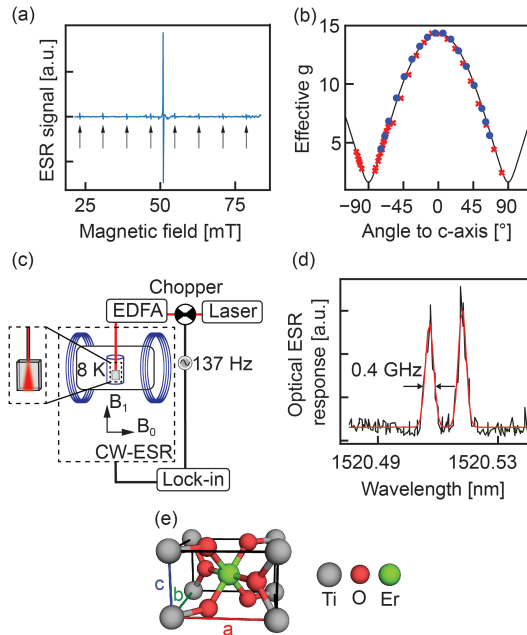 (a)
ESR signal [a.u.]
25 50 75
Magnetic field [mT]
(b)
Effective g
15
10
5
0
−90 −45 0 45 90
Angle to c-axis [°]
(c)
Chopper
EDFA
Laser
8 K
137 Hz
B1
B0
CW-ESR
Lock-in
(d)
Optical ESR
response [a.u.]
0.4 GHz
1520.49 1520.53
Wavelength [nm]
(e)
c
b
a
Ti O Er